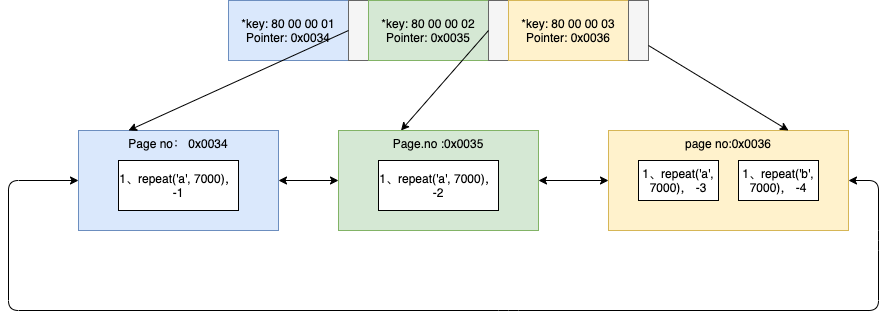 *key: 80 00 00 01
Pointer: 0x0034
*key: 80 00 00 02
Pointer: 0x0035
*key: 80 00 00 03
Pointer: 0x0036
Page no： 0x0034
1、repeat('a', 7000),
-1
Page.no :0x0035
1、repeat('a', 7000),
-2
page no:0x0036
1、repeat('a',
7000), -3
1、repeat('b',
7000), -4